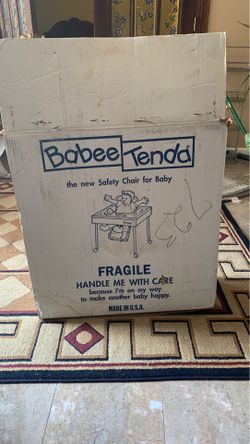 Babee Tenda
the new Safety Chair for Baby
FRAGILE
HANDLE ME WITH CARE
because I'm on my way
to make another baby happy.
MADE IN U.S.A.